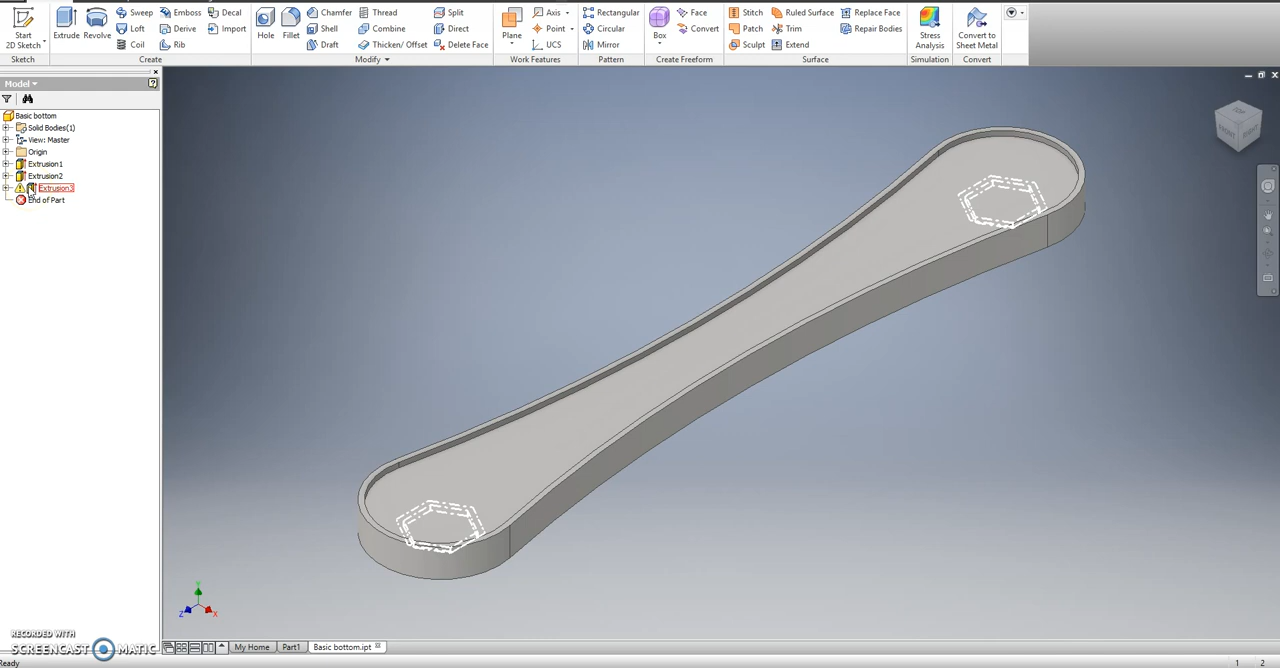 Start
2D Sketch
Sketch
Extrude
Revolve
Sweep
Loft
Coil
Emboss
Derive
Rib
Decal
Import
Create
Hole
Fillet
Chamfer
Shell
Draft
Thread
Combine
Thicken/ Offset
Split
Direct
Delete Face
Modify
Plane
Axis
Point
UCS
Work Features
Rectangular
Circular
Mirror
Pattern
Box
Face
Convert
Create Freeform
Stitch
Patch
Sculpt
Ruled Surface
Trim
Extend
Replace Face
Repair Bodies
Surface
Stress
Analysis
Simulation
Convert to
Sheet Metal
Convert
Model
Basic bottom
Solid Bodies(1)
View: Master
Origin
Extrusion1
Extrusion2
Extrusion3
End of Part
TOP
FRONT
RIGHT
Y
Z
X
RECORDED WITH
SCREENCAST MATIC
My Home
Part1
Basic bottom.ipt
Ready
1 2